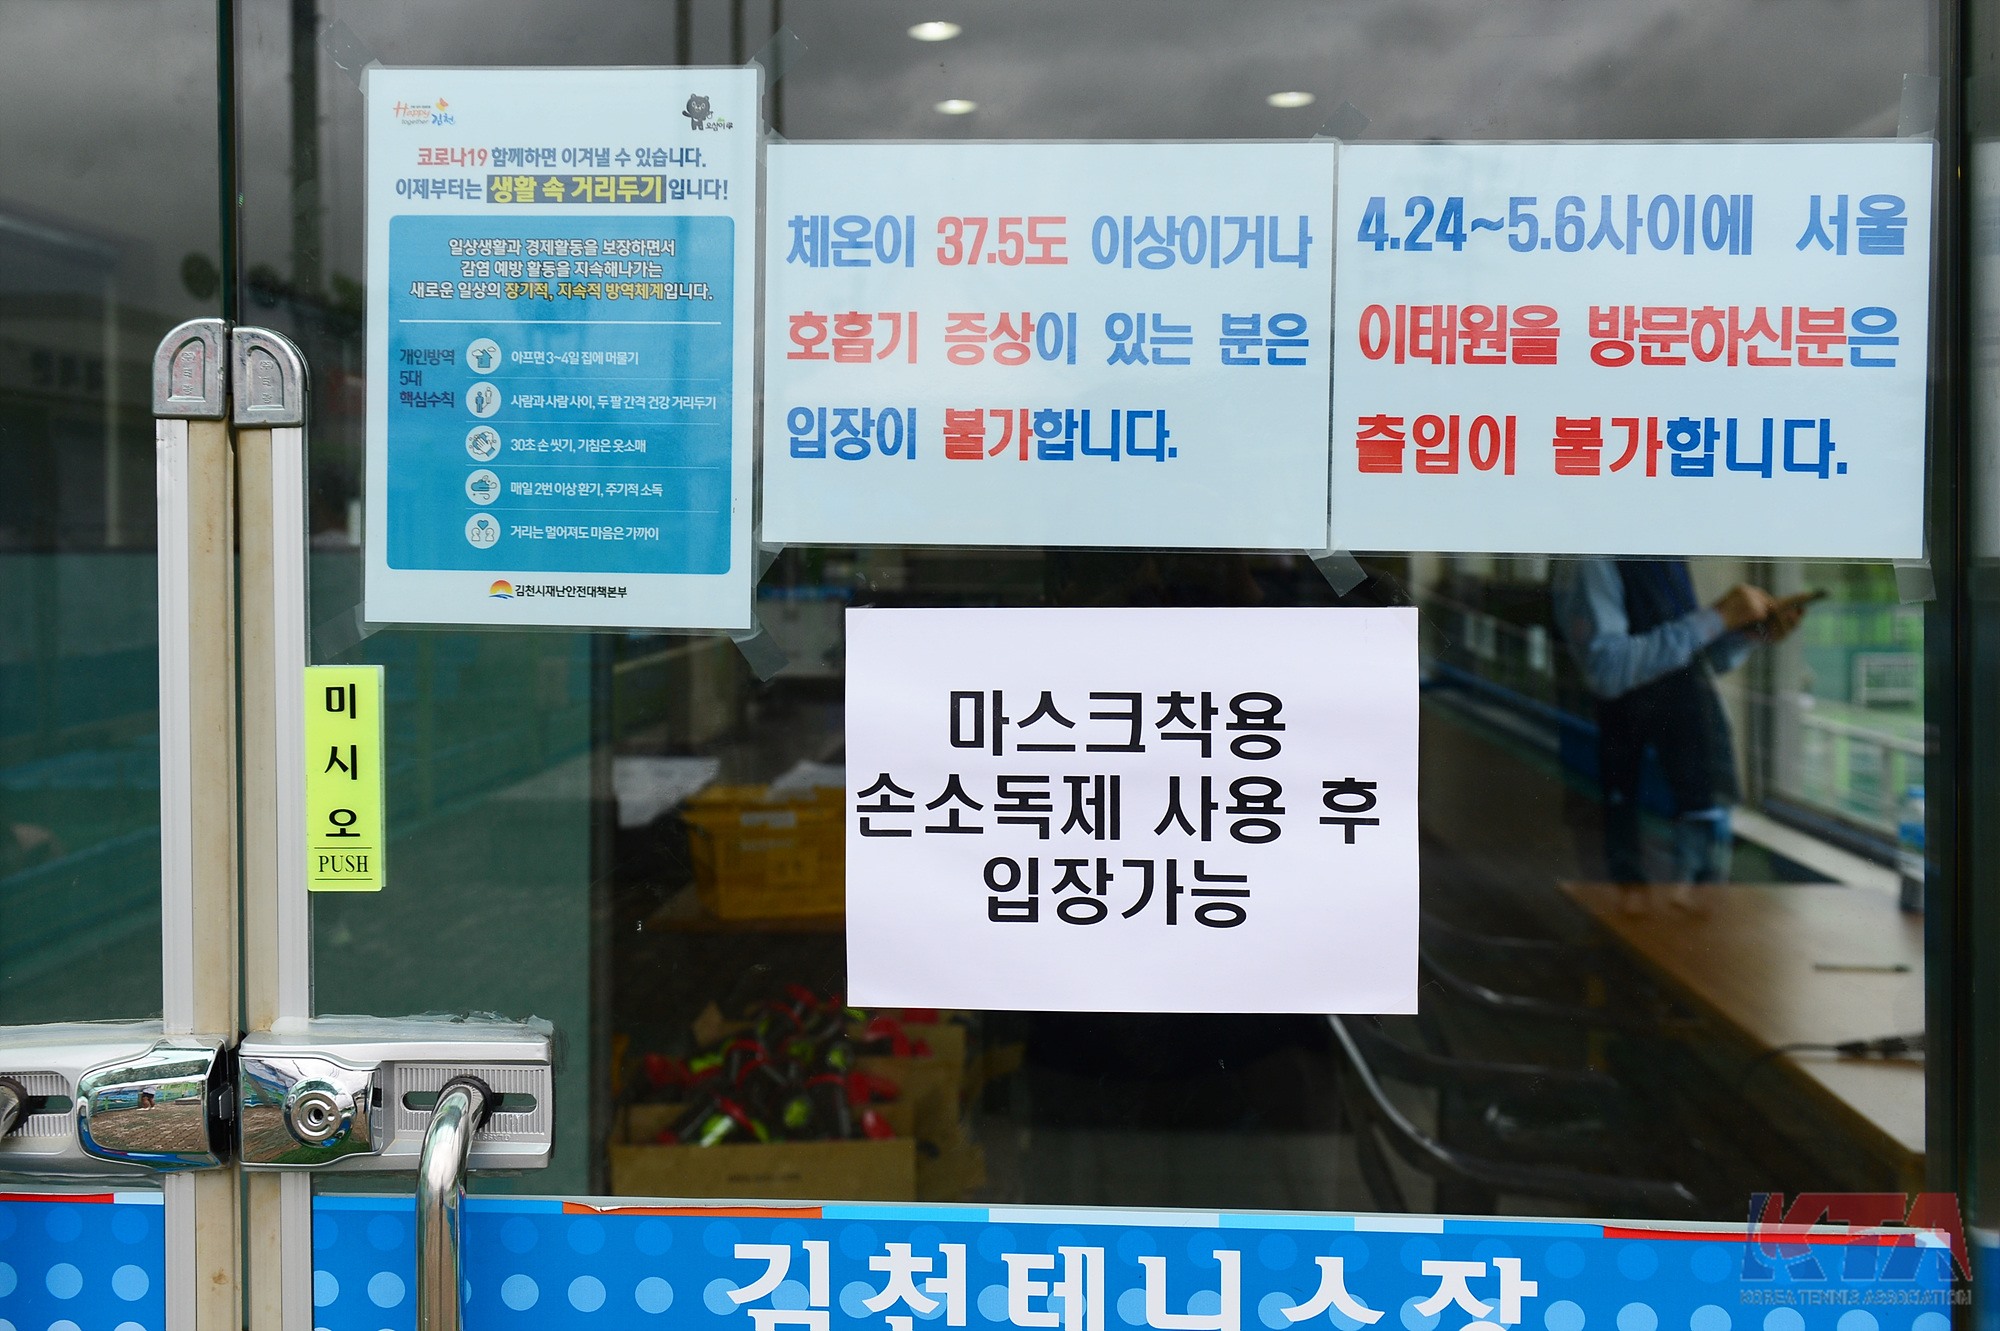 Happy
together 김천
오삼이
코로나19 함께하면 이겨낼 수 있습니다.
이제부터는 생활 속 거리두기 입니다!
일상생활과 경제활동을 보장하면서
감염 예방 활동을 지속해나가는
새로운 일상의 장기적, 지속적 방역체계입니다.
개인방역
5대
핵심수칙
아프면 3~4일 집에 머물기
사람과 사람 사이, 두 팔 간격 건강 거리두기
30초 손 씻기, 기침은 옷소매
매일 2번 이상 환기, 주기적 소독
거리는 멀어져도 마음은 가까이
김천시재난안전대책본부
체온이 37.5도 이상이거나
호흡기 증상이 있는 분은
입장이 불가합니다.
4.24~5.6사이에 서울
이태원을 방문하신분은
출입이 불가합니다.
미
시
오
PUSH
마스크착용
손소독제 사용 후
입장가능
김천테니스장
KTA
KOREA TENNIS ASSOCIATION